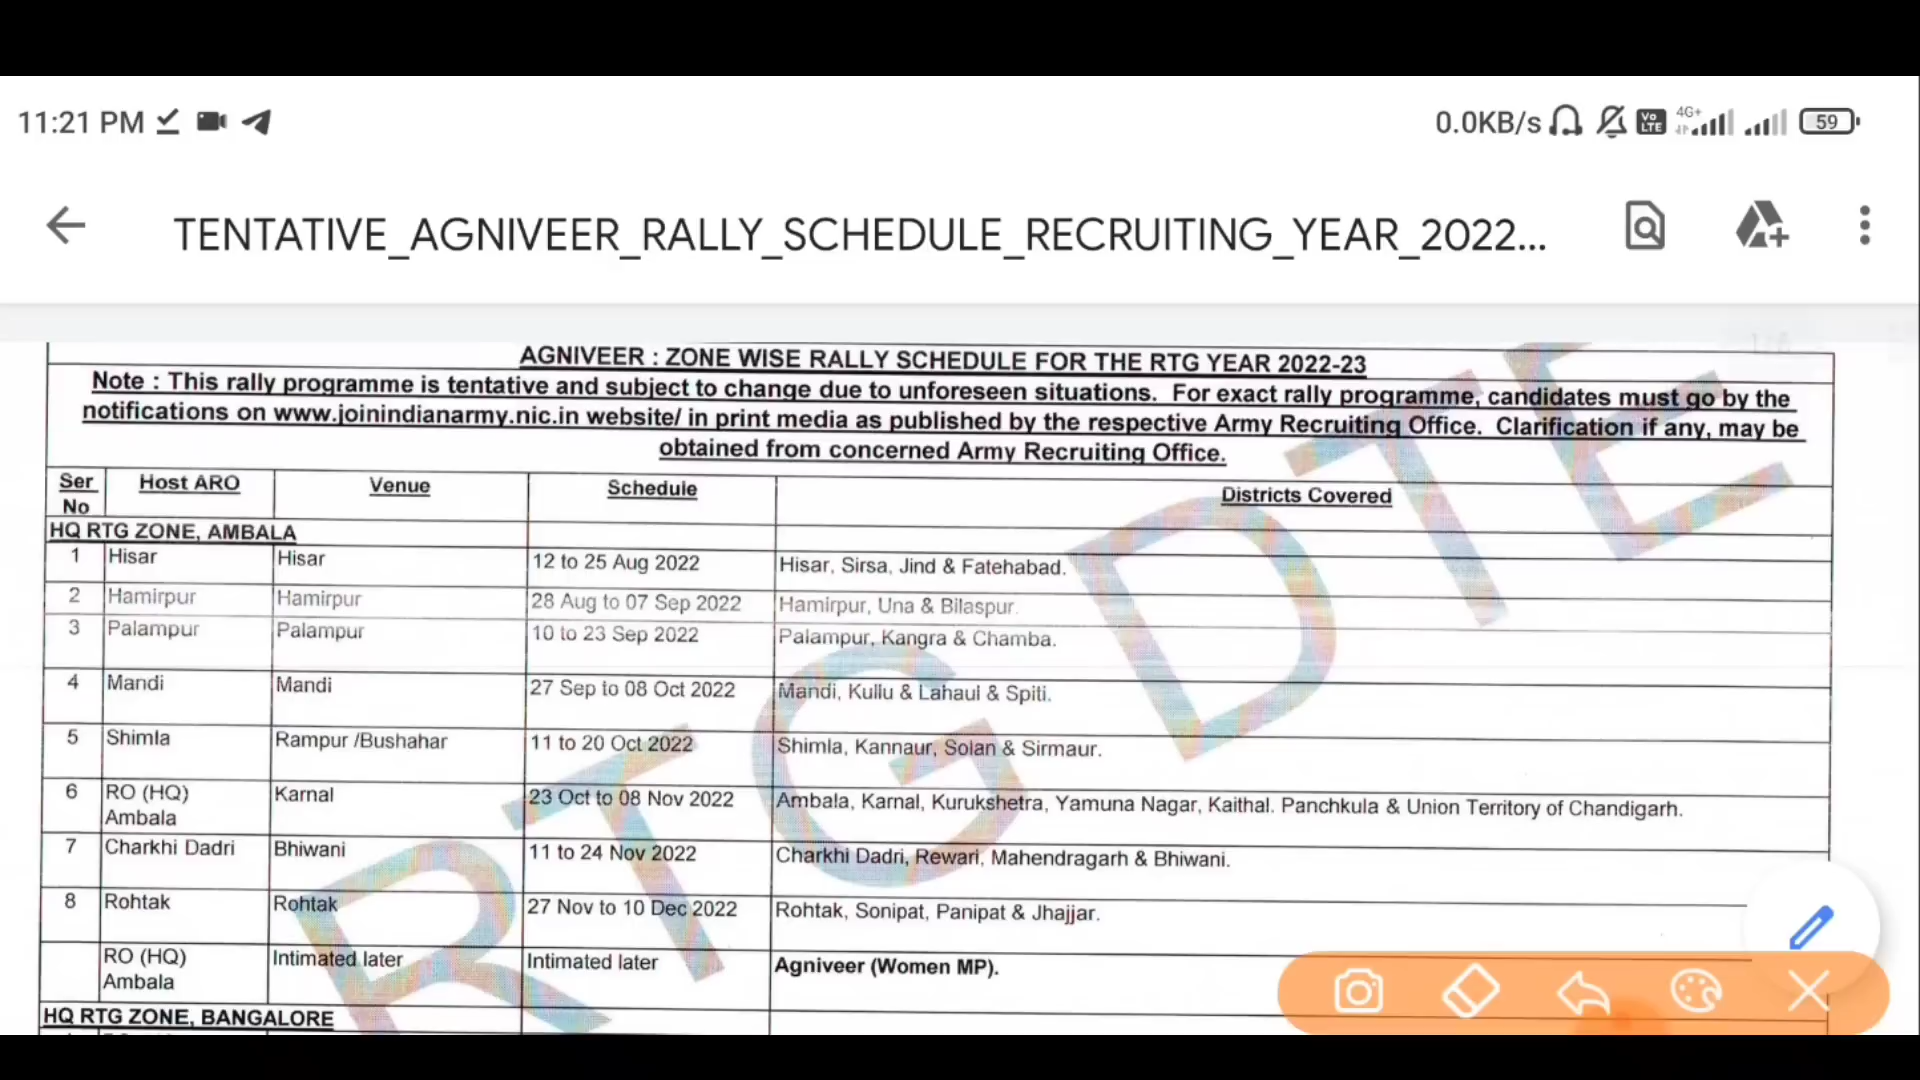 11:21 PM
0.0KB/s
Vo LTE
4G+
59
TENTATIVE_AGNIVEER_RALLY_SCHEDULE_RECRUITING_YEAR_2022...
AGNIVEER : ZONE WISE RALLY SCHEDULE FOR THE RTG YEAR 2022-23
Note : This rally programme is tentative and subject to change due to unforeseen situations. For exact rally programme, candidates must go by the
notifications on www.joinindianarmy.nic.in website/ in print media as published by the respective Army Recruiting Office. Clarification if any, may be
obtained from concerned Army Recruiting Office.
Ser No Host ARO Venue Schedule Districts Covered
HQ RTG ZONE, AMBALA
1 Hisar Hisar 12 to 25 Aug 2022 Hisar, Sirsa, Jind & Fatehabad.
2 Hamirpur Hamirpur 28 Aug to 07 Sep 2022 Hamirpur, Una & Bilaspur.
3 Palampur Palampur 10 to 23 Sep 2022 Palampur, Kangra & Chamba.
4 Mandi Mandi 27 Sep to 08 Oct 2022 Mandi, Kullu & Lahaul & Spiti.
5 Shimla Rampur /Bushahar 11 to 20 Oct 2022 Shimla, Kannaur, Solan & Sirmaur.
6 RO (HQ) Ambala Karnal 23 Oct to 08 Nov 2022 Ambala, Karnal, Kurukshetra, Yamuna Nagar, Kaithal. Panchkula & Union Territory of Chandigarh.
7 Charkhi Dadri Bhiwani 11 to 24 Nov 2022 Charkhi Dadri, Rewari, Mahendragarh & Bhiwani.
8 Rohtak Rohtak 27 Nov to 10 Dec 2022 Rohtak, Sonipat, Panipat & Jhajjar.
RO (HQ) Ambala Intimated later Intimated later Agniveer (Women MP).
HQ RTG ZONE, BANGALORE
RTG DTE